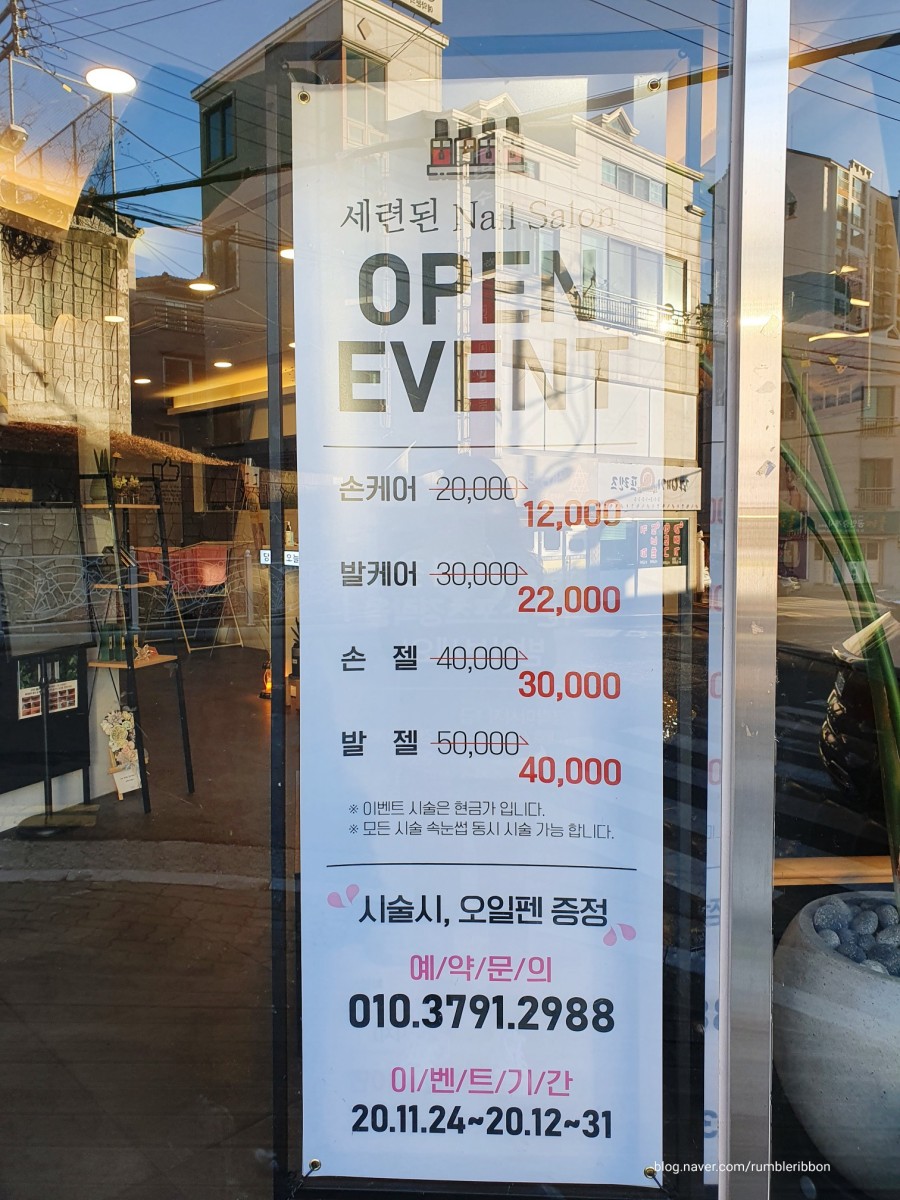 세련된 Nail Salon
OPEN
EVENT
손케어 20,000
12,000
발케어 30,000
22,000
손 젤 40,000
30,000
발 젤 50,000
40,000
※ 이벤트 시술은 현금가 입니다.
※ 모든 시술 속눈썹 동시 시술 가능 합니다.
시술시, 오일펜 증정
예/약/문/의
010.3791.2988
이/벤/트/기/간
20.11.24~20.12~31
blog.naver.com/rumbleribbon